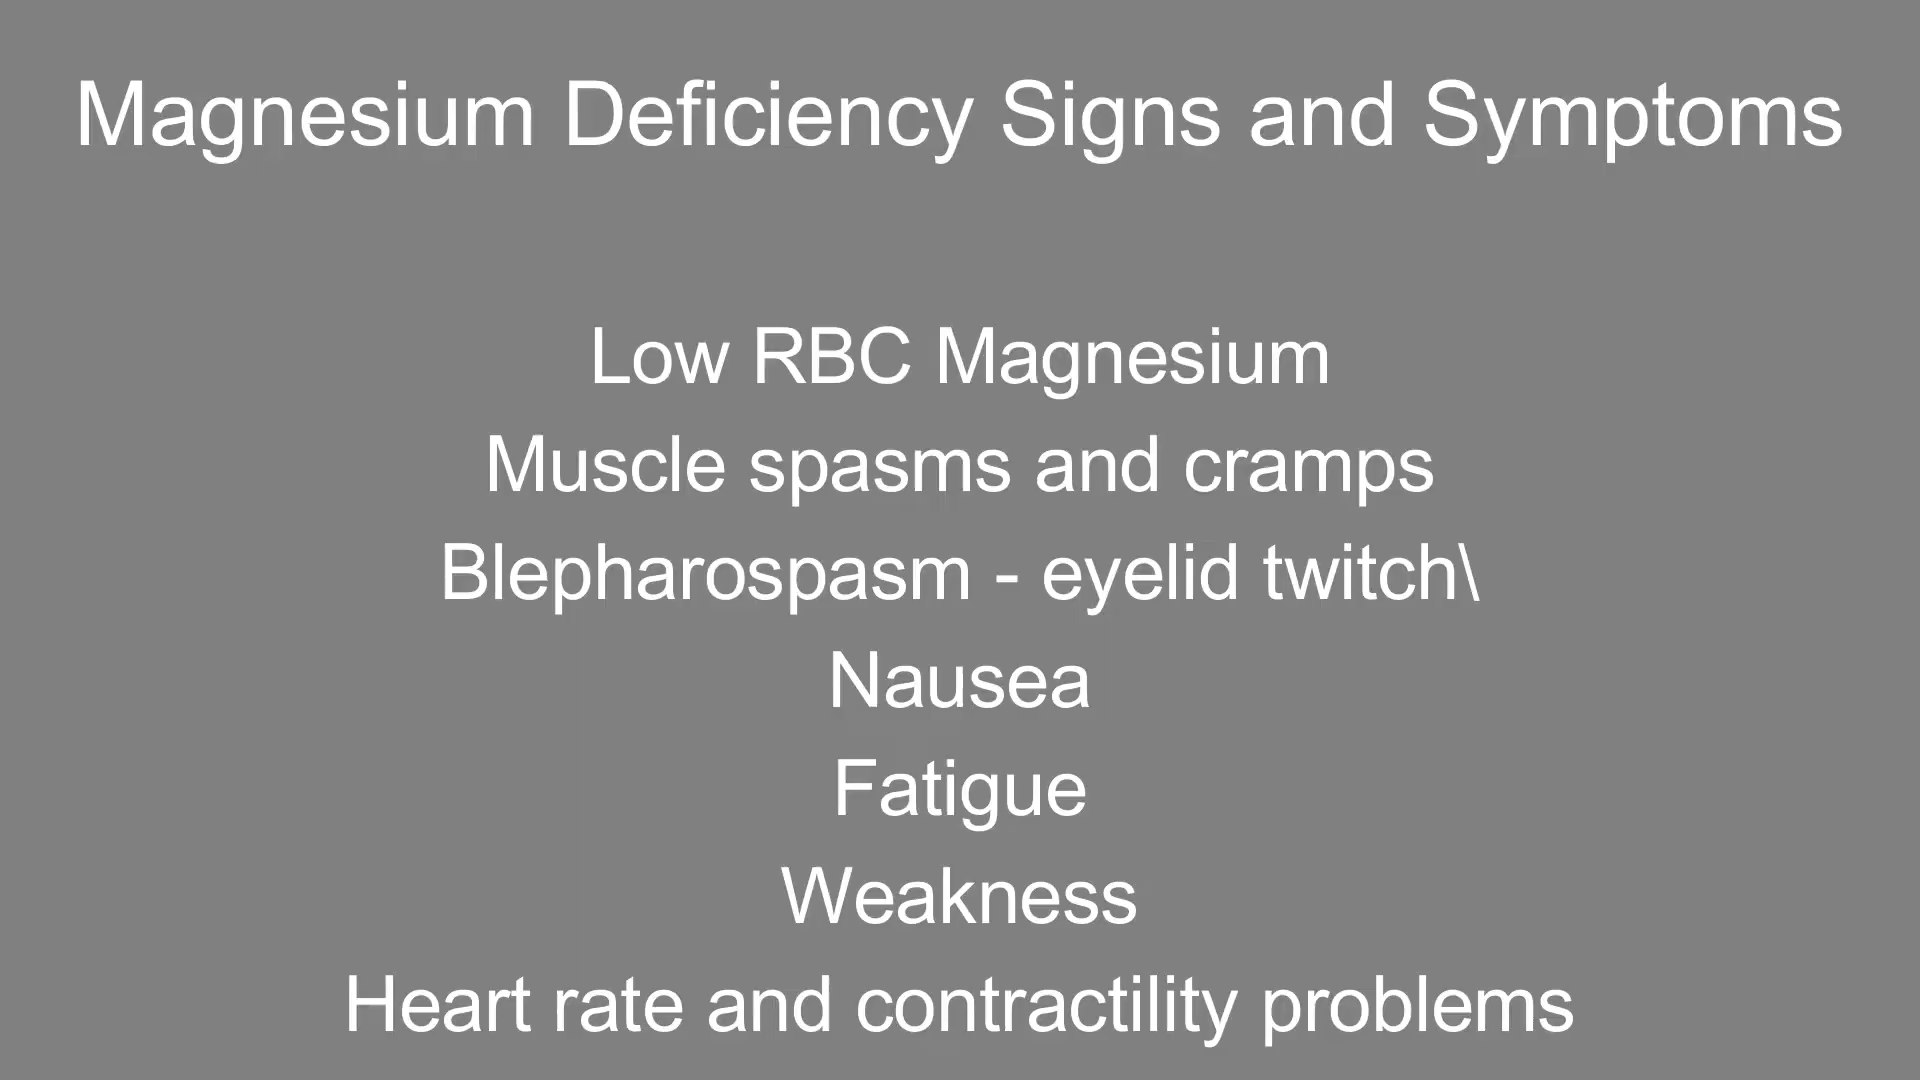 Magnesium Deficiency Signs and Symptoms
Low RBC Magnesium
Muscle spasms and cramps
Blepharospasm - eyelid twitch\
Nausea
Fatigue
Weakness
Heart rate and contractility problems